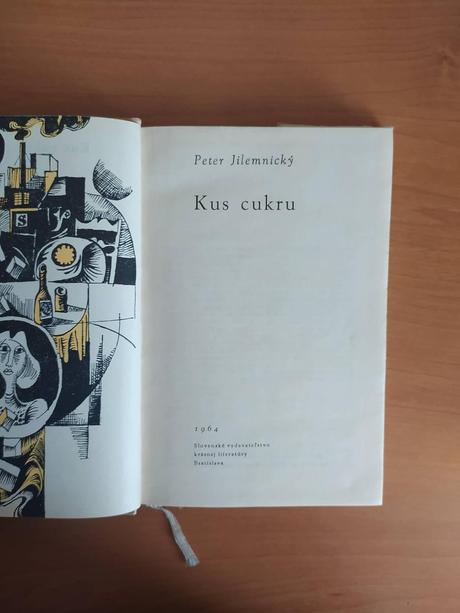 S
Peter Jilemnický
Kus cukru
1964
Slovenské vydavateľstvo
krásnej literatúry
Bratislava